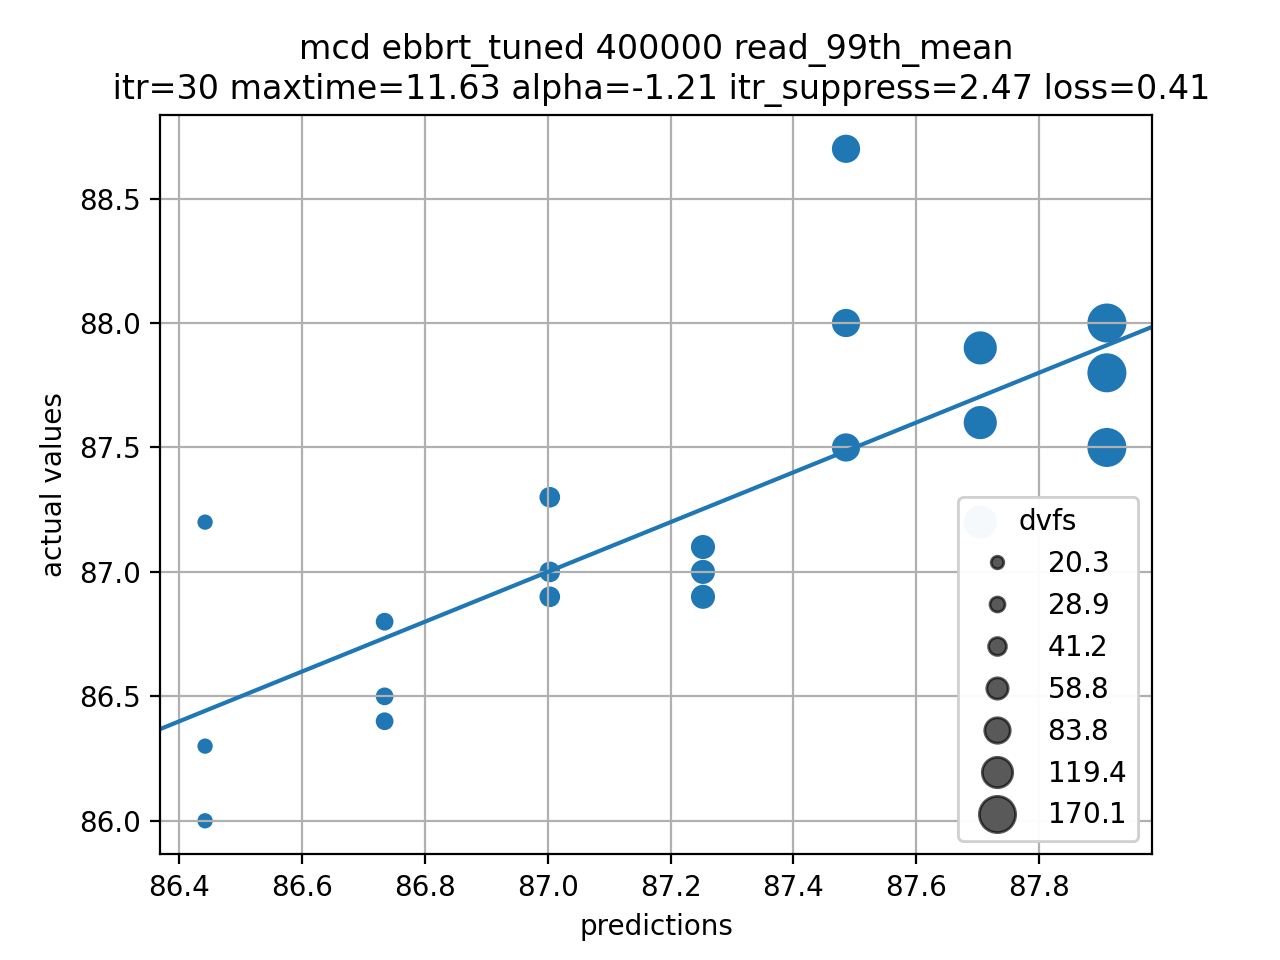 mcd ebbrt_tuned 400000 read_99th_mean
itr=30 maxtime=11.63 alpha=-1.21 itr_suppress=2.47 loss=0.41
88.5
88.0
87.5
87.0
86.5
86.0
actual values
dvfs
20.3
28.9
41.2
58.8
83.8
119.4
170.1
86.4 86.6 86.8 87.0 87.2 87.4 87.6 87.8
predictions